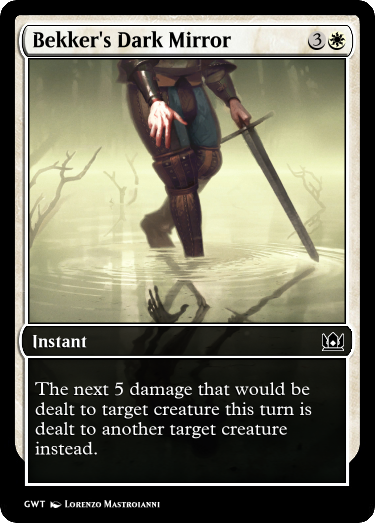 Bekker's Dark Mirror 3
Instant
The next 5 damage that would be
dealt to target creature this turn is
dealt to another target creature
instead.
GWT Lorenzo Mastroianni